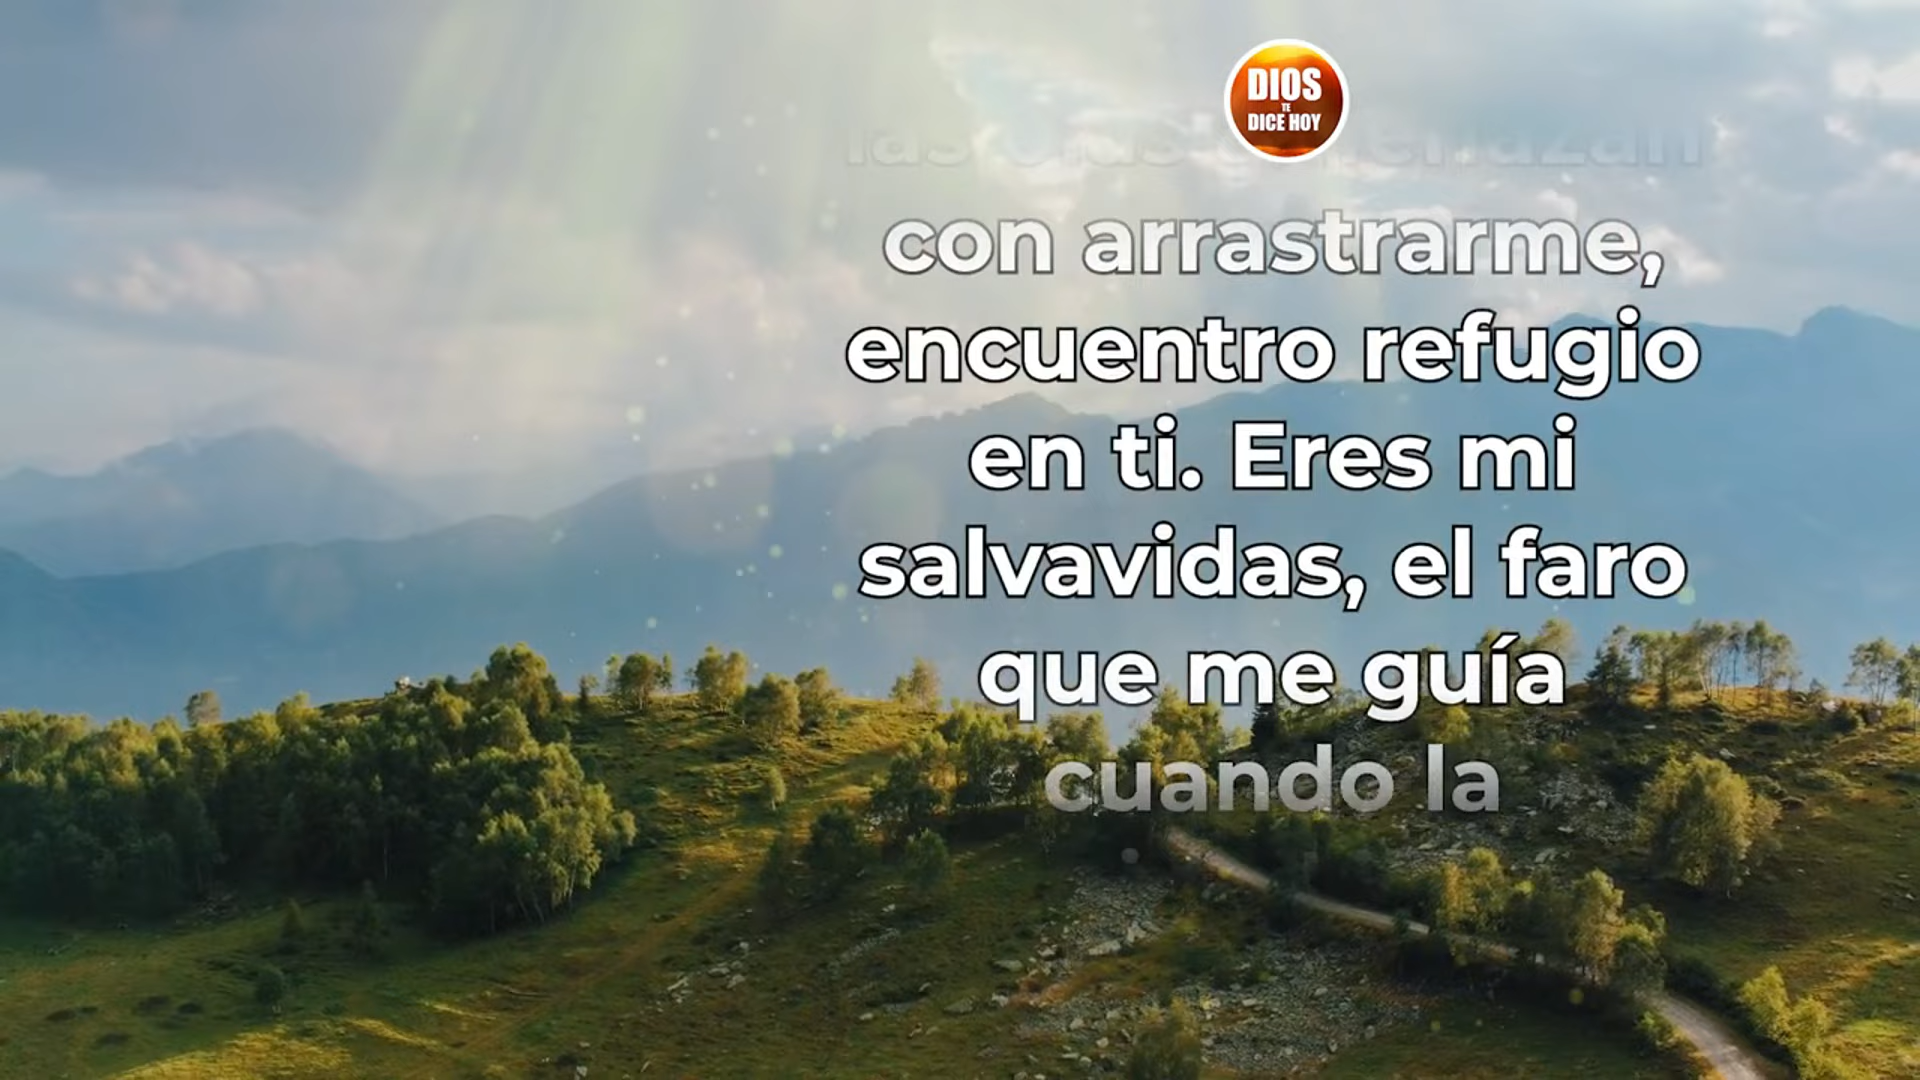 DIOS
TE
DICE HOY
con arrastrarme,
encuentro refugio
en ti. Eres mi
salvavidas, el faro
que me guía
cuando la